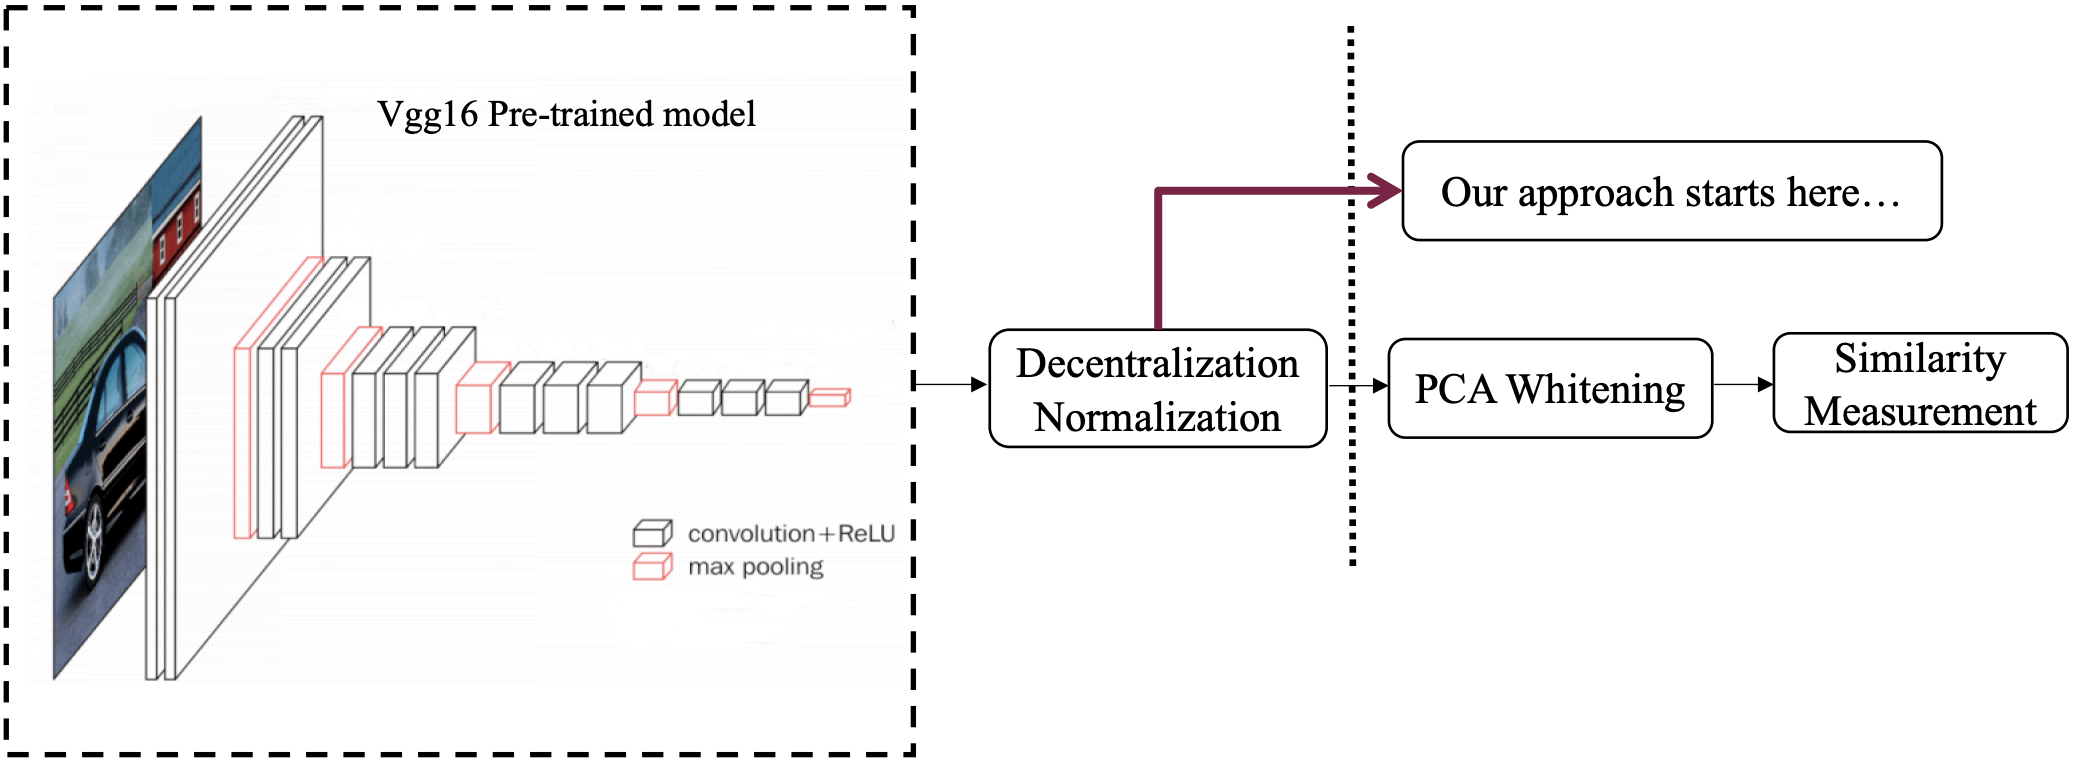 Vgg16 Pre-trained model
convolution+ReLU
max pooling
Decentralization
Normalization
Our approach starts here…
PCA Whitening
Similarity
Measurement